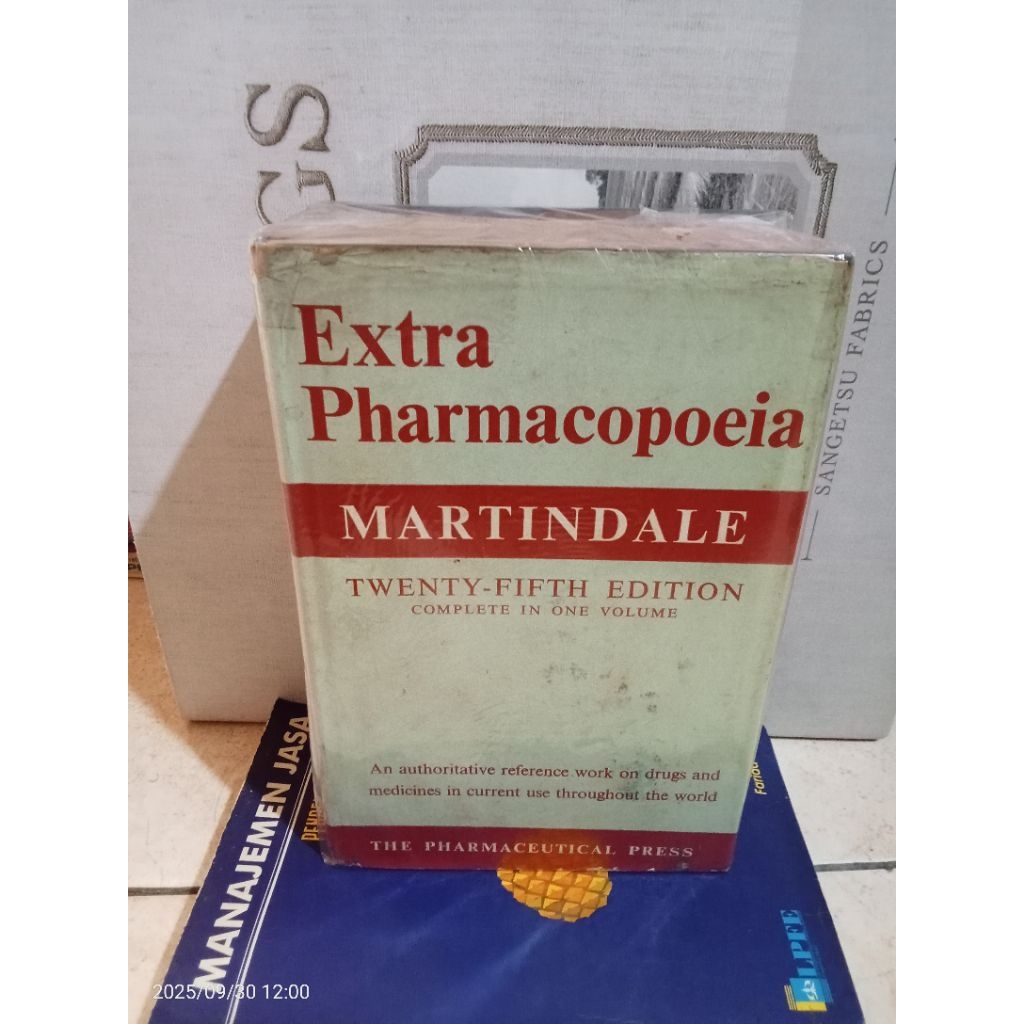 GS
SANGETSU FABRICS
Extra
Pharmacopoeia
MARTINDALE
TWENTY-FIFTH EDITION
COMPLETE IN ONE VOLUME
An authoritative reference work on drugs and
medicines in current use throughout the world
THE PHARMACEUTICAL PRESS
MANAJEMEN JASA
LPFE
2025/09/30 12:00